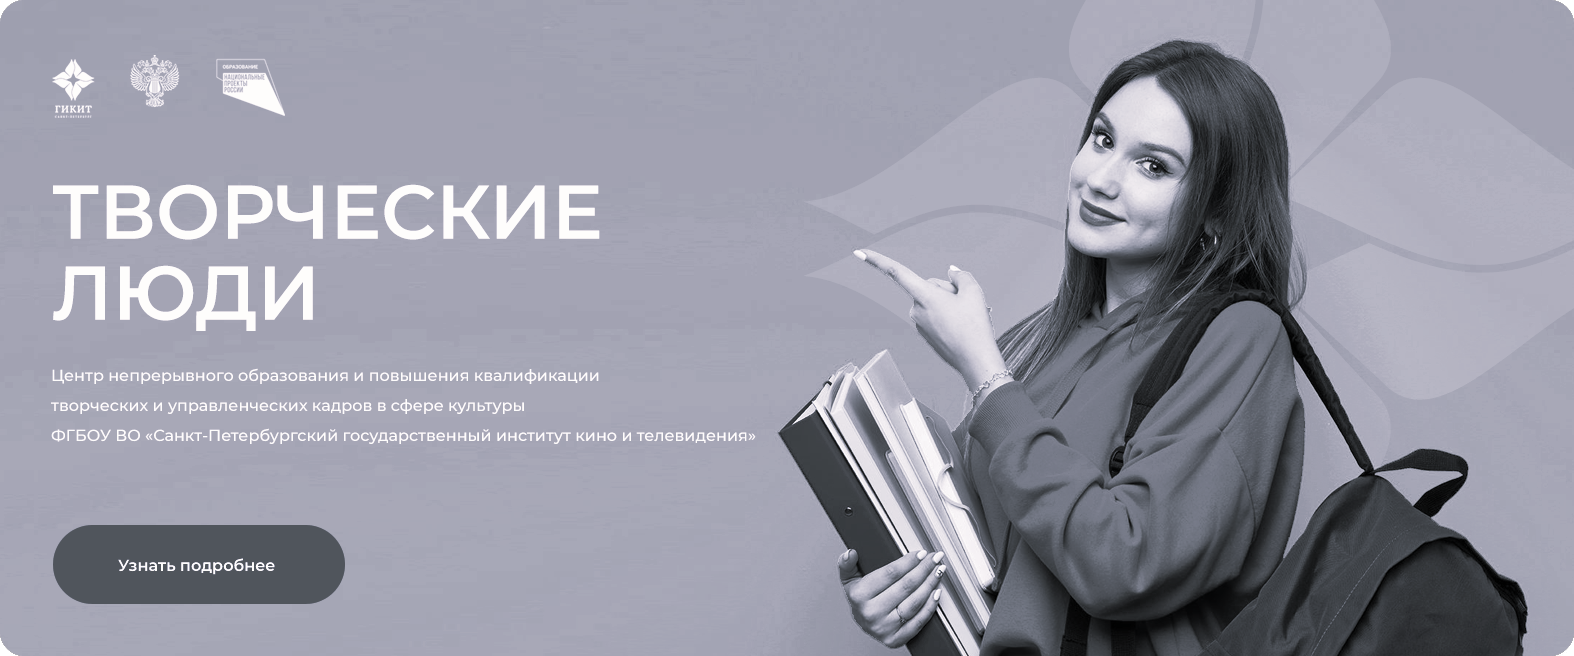 ГИКИТ
ОБРАЗОВАНИЕ
НАЦИОНАЛЬНЫЕ
ПРОЕКТЫ
РОССИИ
ТВОРЧЕСКИЕ
ЛЮДИ
Центр непрерывного образования и повышения квалификации
творческих и управленческих кадров в сфере культуры
ФГБОУ ВО «Санкт-Петербургский государственный институт кино и телевидения»
Узнать подробнее